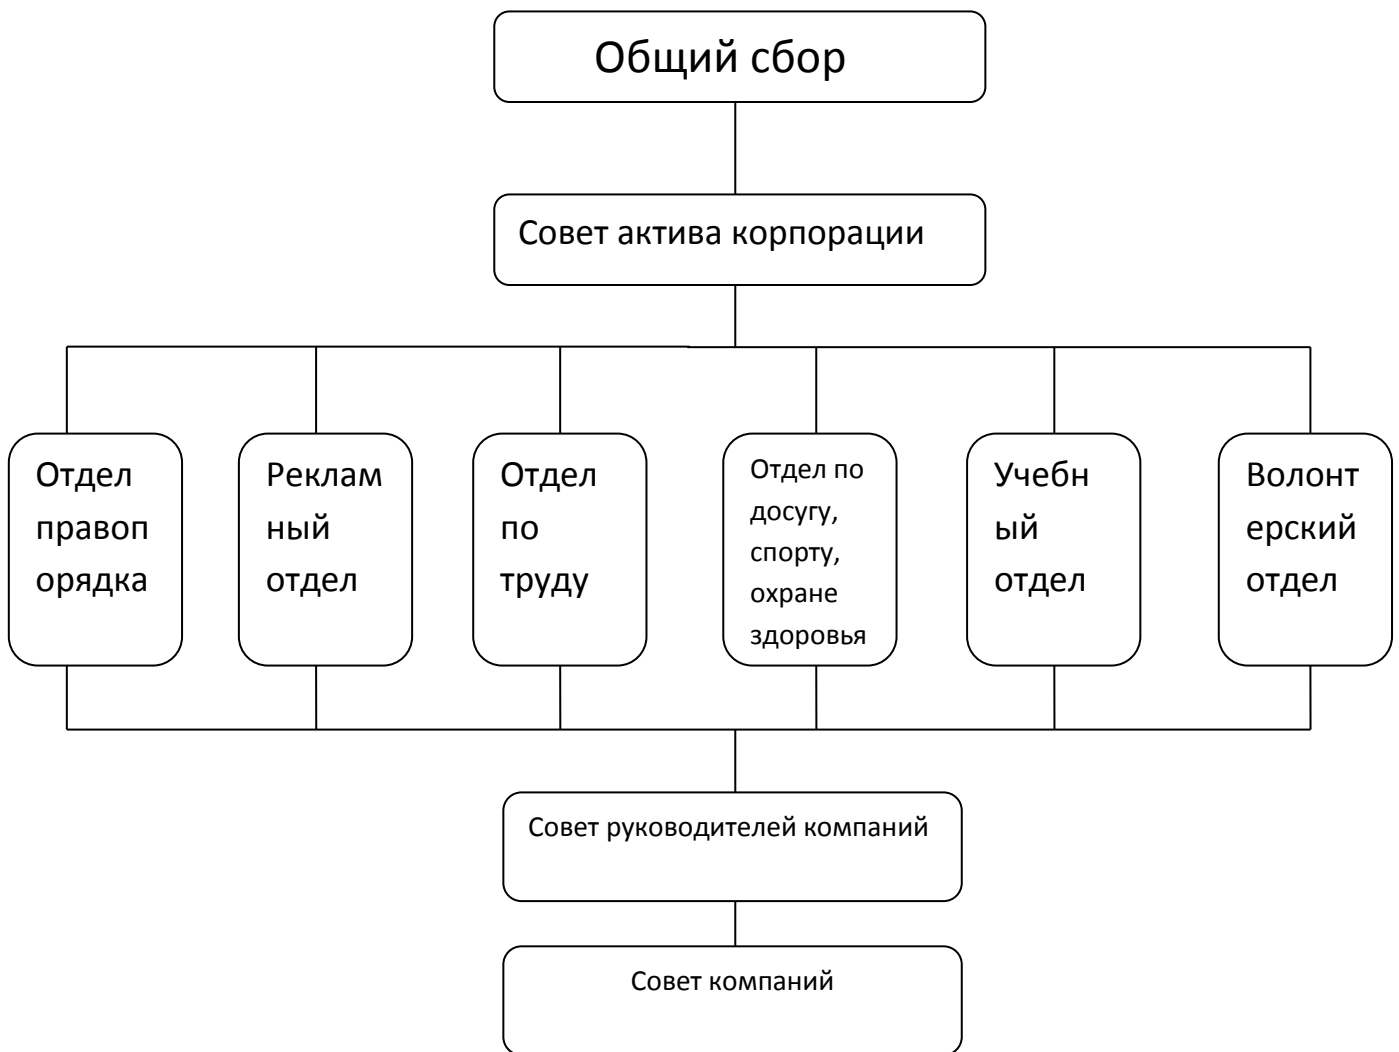 Общий сбор
Совет актива корпорации
Отдел
правоп
орядка
Реклам
ный
отдел
Отдел
по
труду
Отдел по
досугу,
спорту,
охране
здоровья
Учебн
ый
отдел
Волонт
ерский
отдел
Совет руководителей компаний
Совет компаний